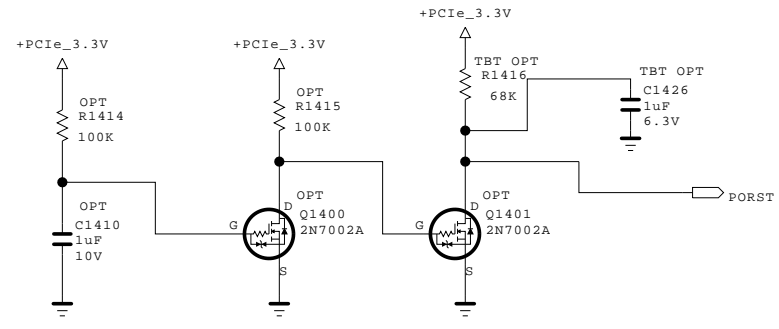 +PCIe_3.3V
+PCIe_3.3V
+PCIe_3.3V
OPT
R1414
100K
OPT
R1415
100K
TBT OPT
R1416
68K
TBT OPT
C1426
1uF
6.3V
OPT
C1410
1uF
10V
G
D
S
OPT
Q1400
2N7002A
G
D
S
OPT
Q1401
2N7002A
PORST